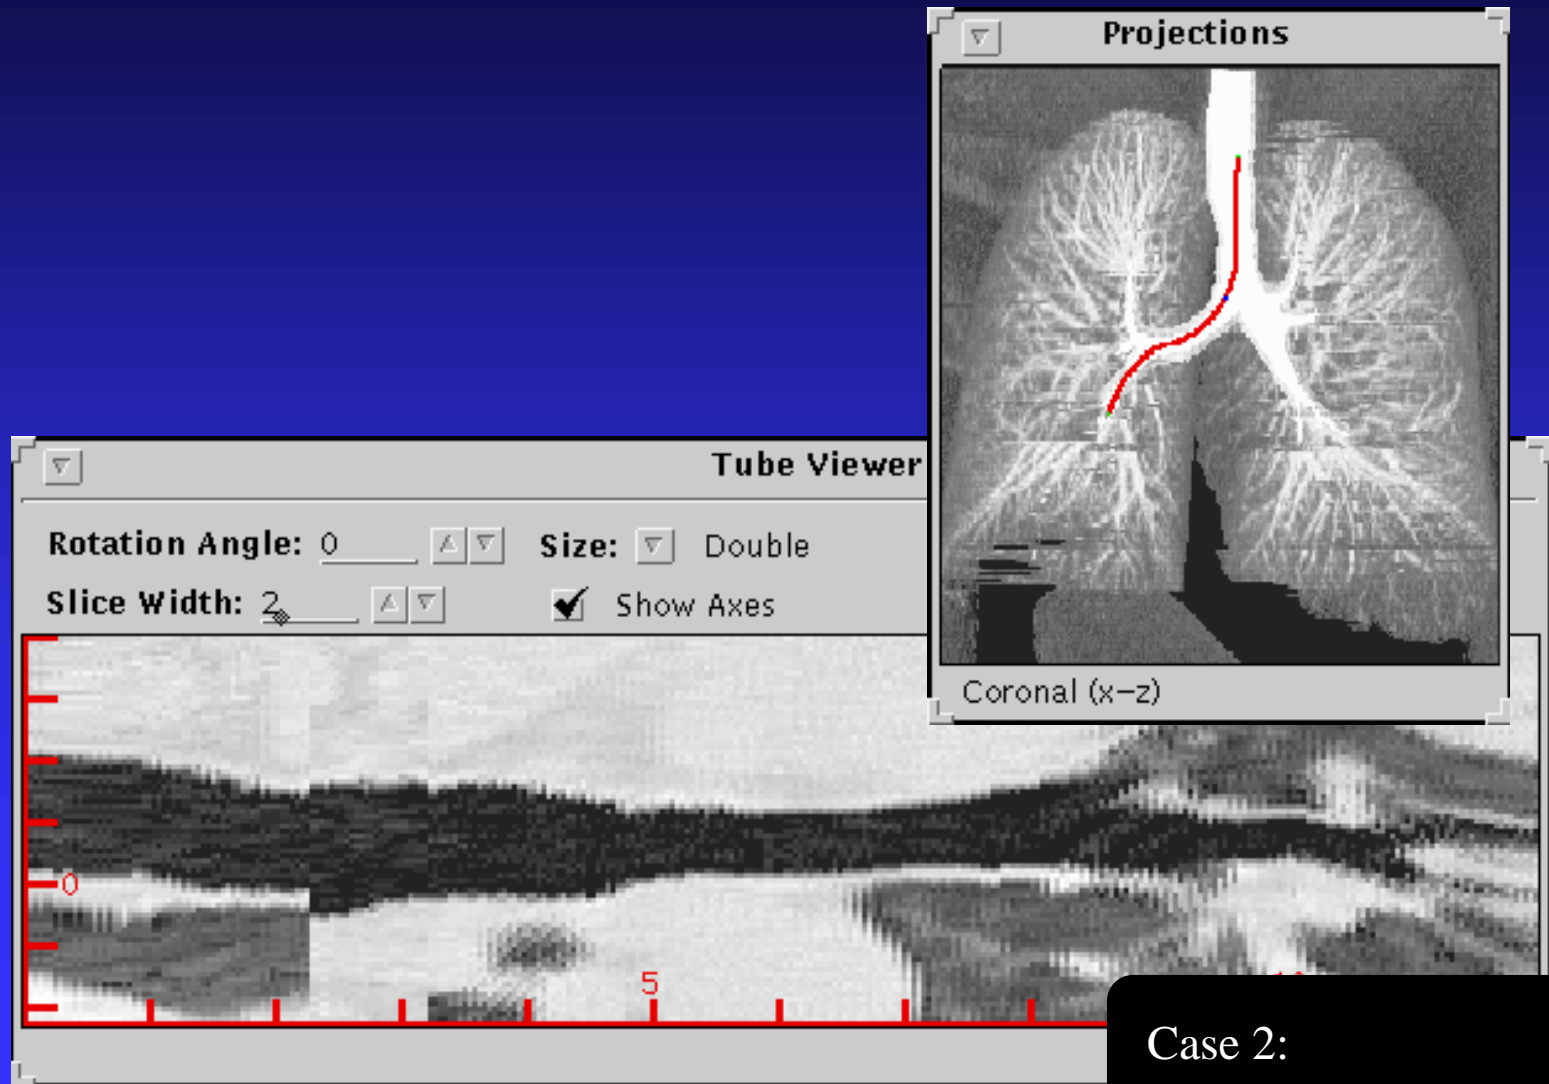 Projections
Coronal (x−z)
Tube Viewer
Rotation Angle: 0 Size: Double
Slice Width: 2 Show Axes
0
5
Case 2: